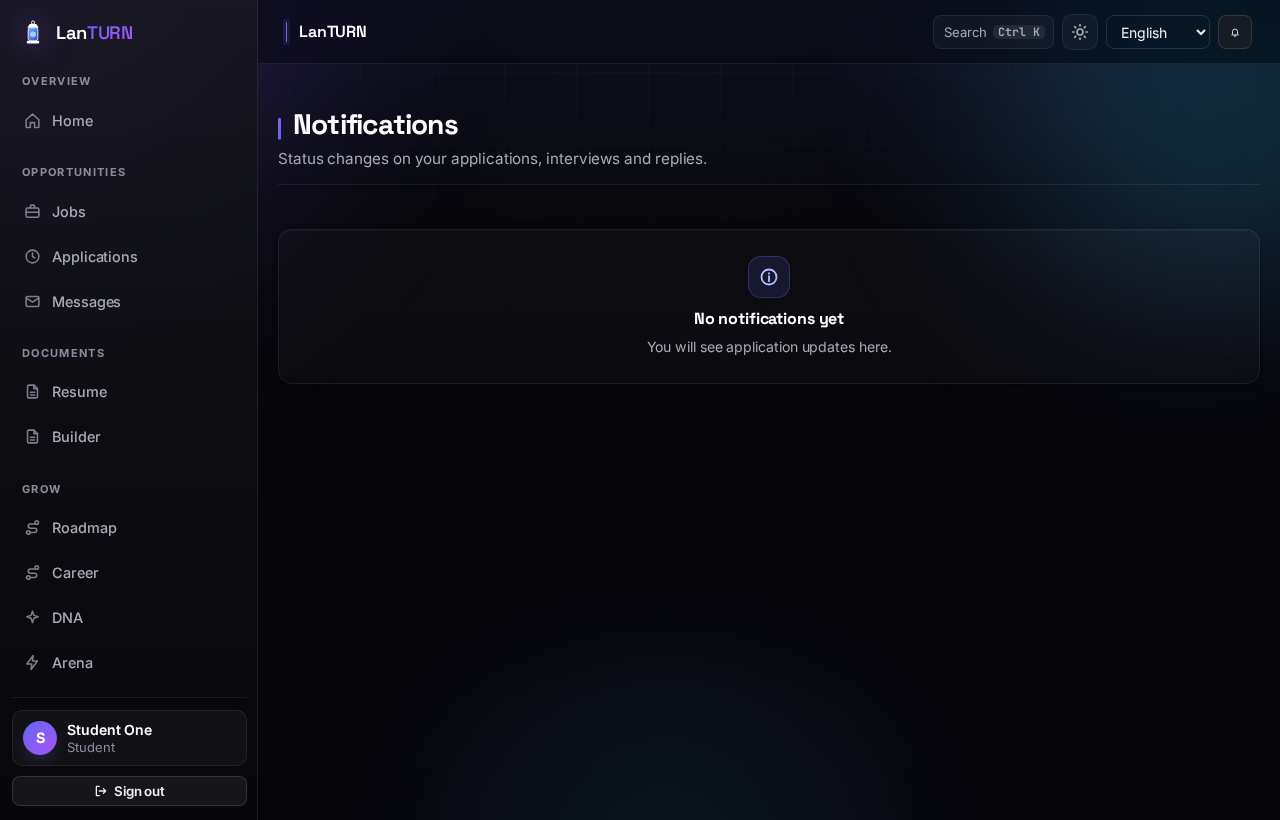 LanTURN
OVERVIEW
Home
OPPORTUNITIES
Jobs
Applications
Messages
DOCUMENTS
Resume
Builder
GROW
Roadmap
Career
DNA
Arena
S
Student One
Student
Sign out
LanTURN
Search Ctrl K
English
Notifications
Status changes on your applications, interviews and replies.
No notifications yet
You will see application updates here.